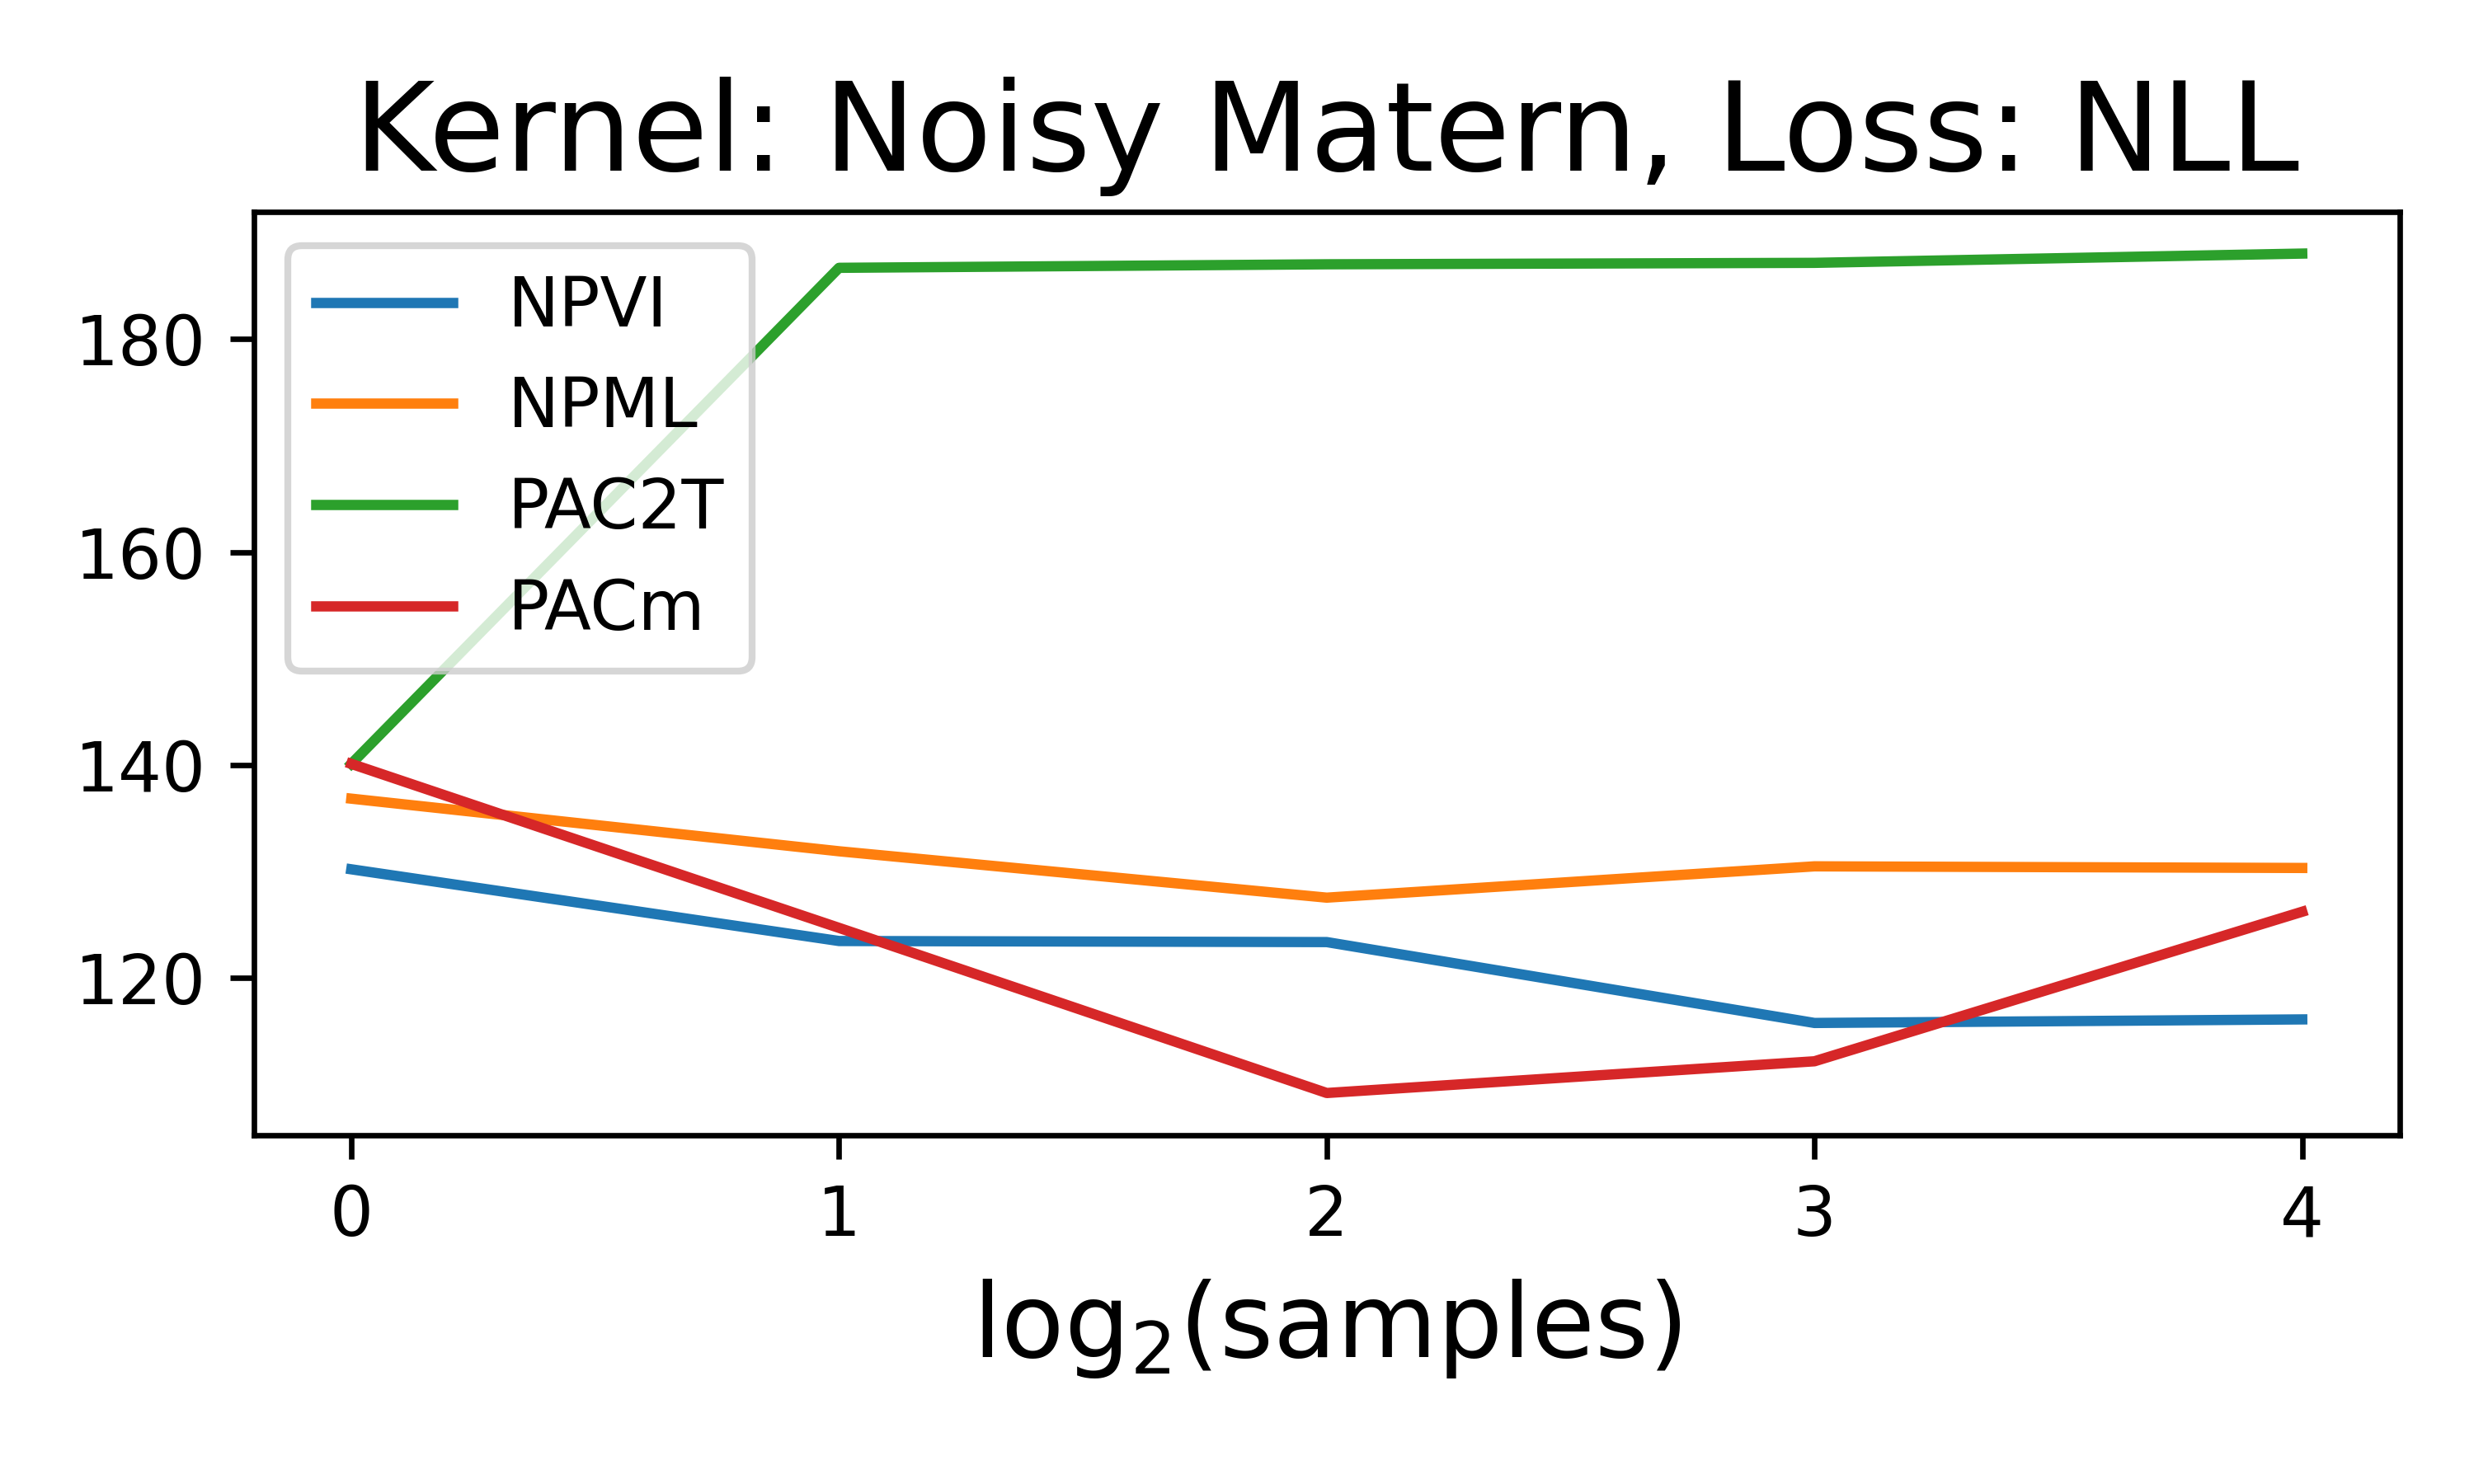 Kernel: Noisy Matern, Loss: NLL
NPVI
NPML
PAC2T
PACm
180
160
140
120
0 1 2 3 4
log₂(samples)